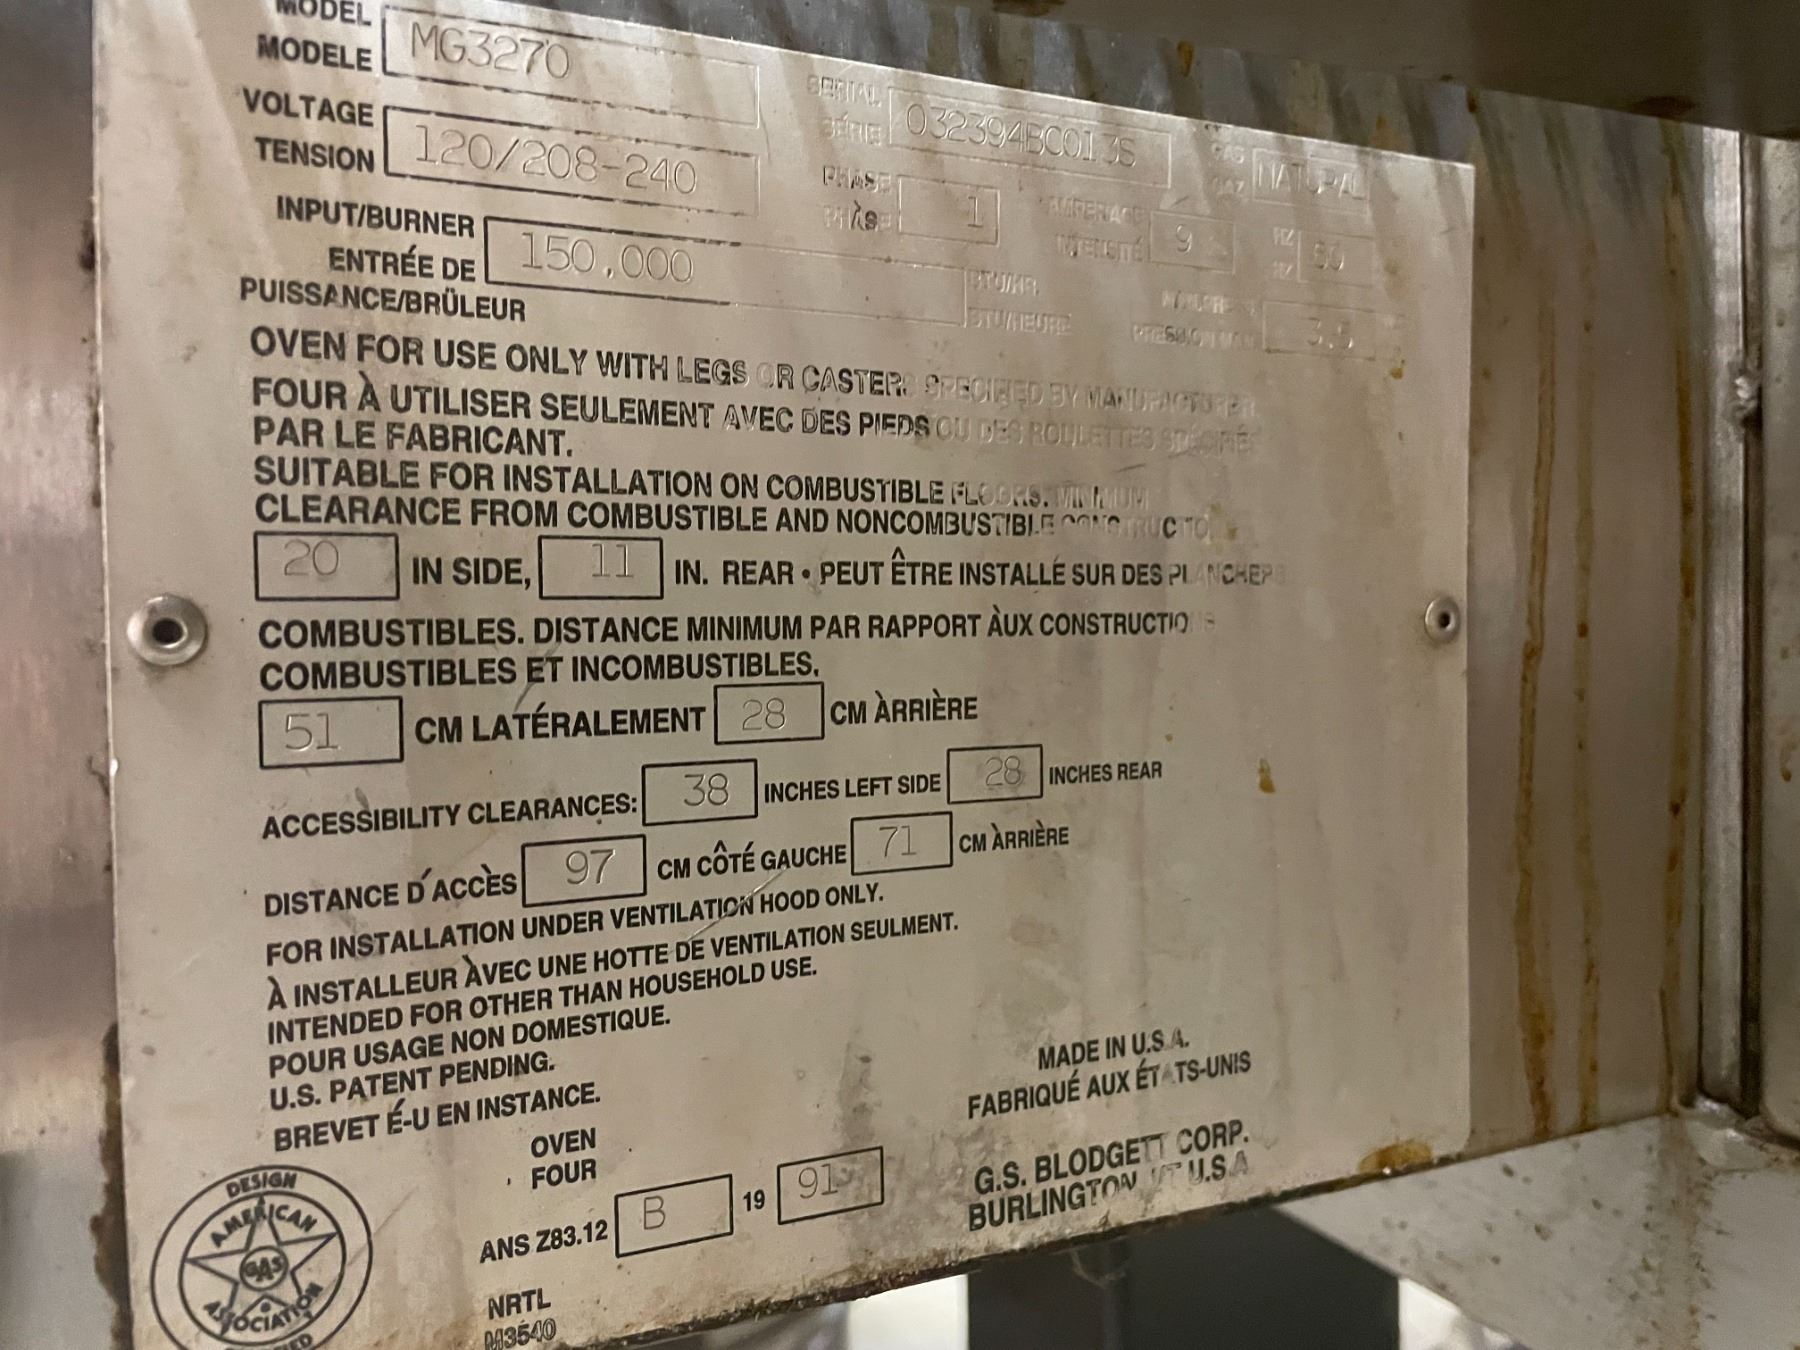 MODEL
MODELE MG3270
SERIAL
SÉRIE 032394BC013S
GAS
GAZ NATURAL
VOLTAGE
TENSION 120/208-240
PHASE
PHASE 1
AMPERAGE
INTENSITÉ 9
HZ
HZ 60
INPUT/BURNER
ENTRÉE DE
PUISSANCE/BRÛLEUR 150,000
BTU/HR
BTU/HEURE
3.5
OVEN FOR USE ONLY WITH LEGS OR CASTERS SPECIFIED BY MANUFACTURER.
FOUR À UTILISER SEULEMENT AVEC DES PIEDS OU DES ROULETTES SPÉCIFIÉS
PAR LE FABRICANT.
SUITABLE FOR INSTALLATION ON COMBUSTIBLE FLOORS. MINIMUM
CLEARANCE FROM COMBUSTIBLE AND NONCOMBUSTIBLE CONSTRUCTION
20 IN SIDE, 11 IN. REAR • PEUT ÊTRE INSTALLÉ SUR DES PLANCHERS
COMBUSTIBLES. DISTANCE MINIMUM PAR RAPPORT ÀUX CONSTRUCTIONS
COMBUSTIBLES ET INCOMBUSTIBLES,
51 CM LATÉRALEMENT 28 CM ÀRRIÈRE
ACCESSIBILITY CLEARANCES: 38 INCHES LEFT SIDE 28 INCHES REAR
DISTANCE D'ACCÈS 97 CM CÔTÉ GAUCHE 71 CM ÀRRIÈRE
FOR INSTALLATION UNDER VENTILATION HOOD ONLY.
À INSTALLEUR ÀVEC UNE HOTTE DE VENTILATION SEULMENT.
INTENDED FOR OTHER THAN HOUSEHOLD USE.
POUR USAGE NON DOMESTIQUE.
U.S. PATENT PENDING.
BREVET É-U EN INSTANCE.
MADE IN U.S.A.
FABRIQUÉ AUX ÉTATS-UNIS
OVEN
FOUR
ANS Z83.12 B 19 91
G.S. BLODGETT CORP.
BURLINGTON VT U.S.A
NRTL
M3540
DESIGN
AMERICAN
GAS
ASSOCIATION